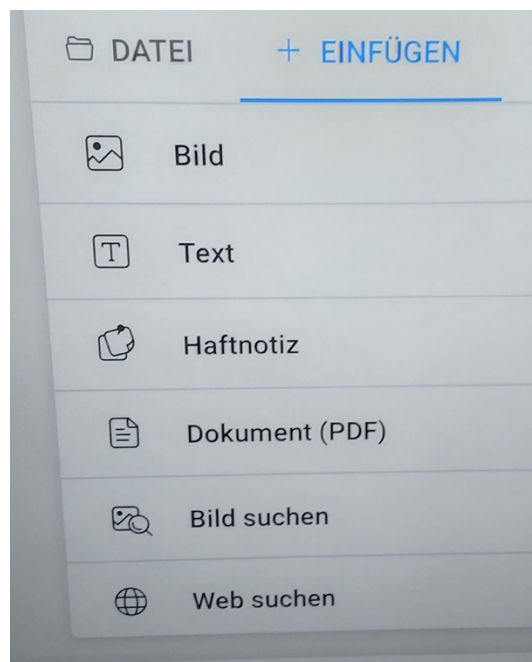 DATEI + EINFÜGEN
Bild
Text
Haftnotiz
Dokument (PDF)
Bild suchen
Web suchen